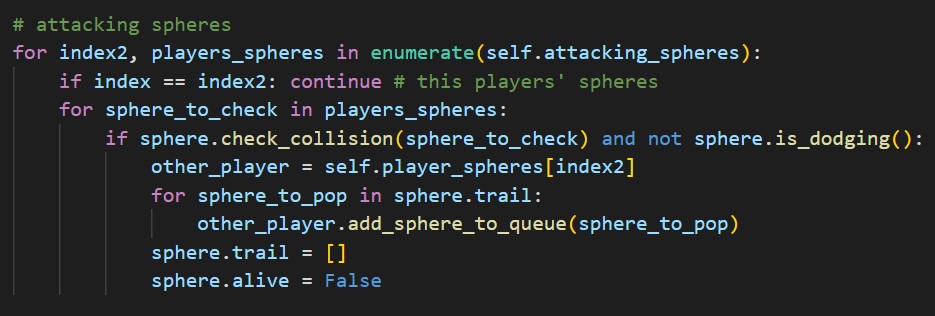 # attacking spheres
for index2, players_spheres in enumerate(self.attacking_spheres):
    if index == index2: continue # this players' spheres
    for sphere_to_check in players_spheres:
        if sphere.check_collision(sphere_to_check) and not sphere.is_dodging():
            other_player = self.player_spheres[index2]
            for sphere_to_pop in sphere.trail:
                other_player.add_sphere_to_queue(sphere_to_pop)
            sphere.trail = []
            sphere.alive = False